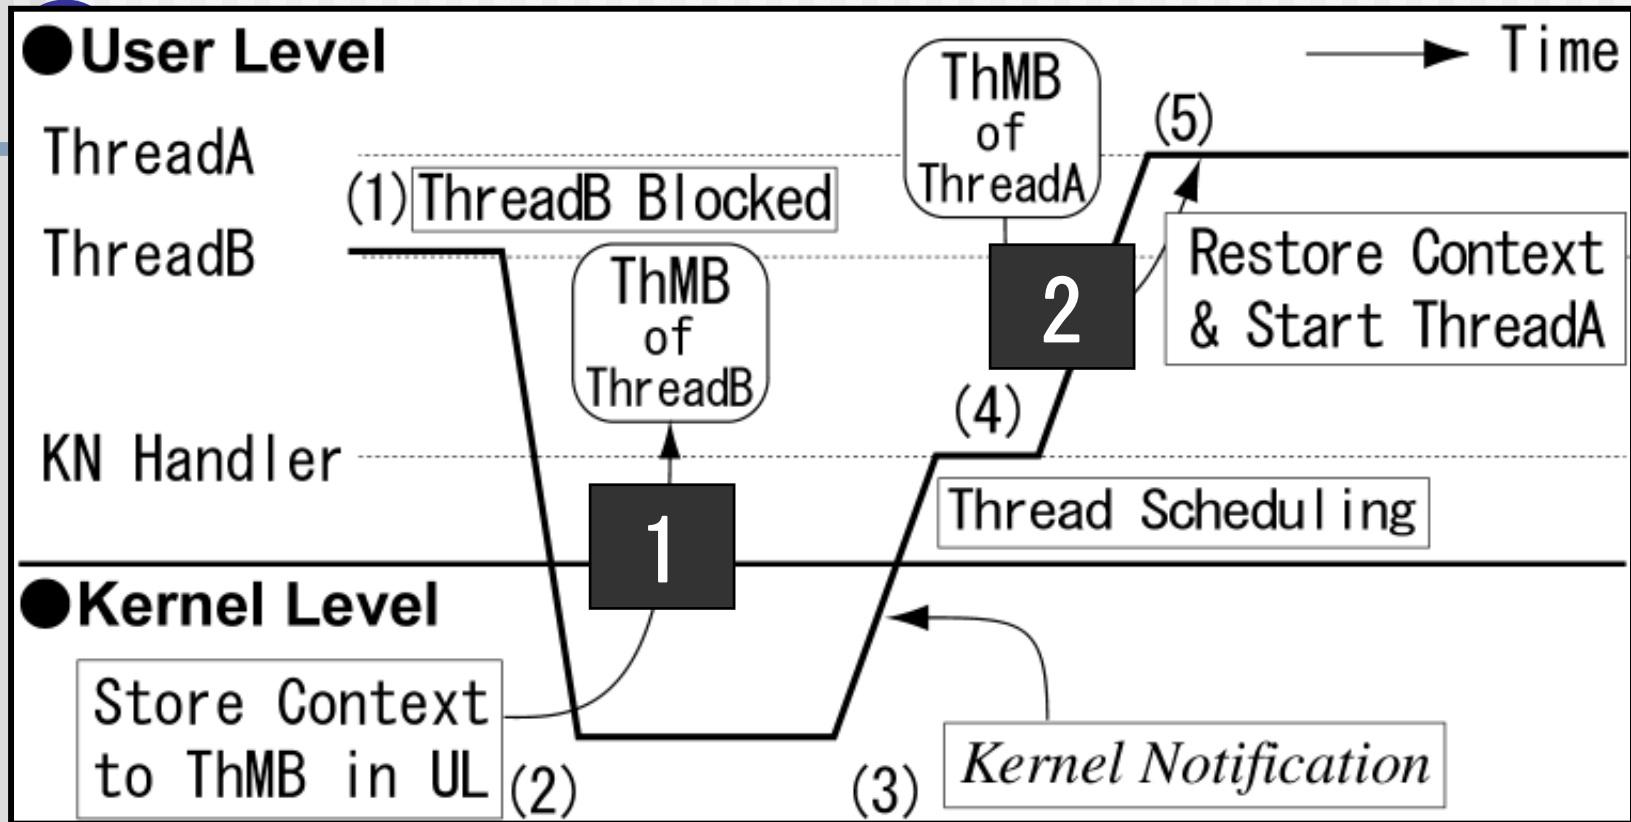 ●User Level
Time
ThreadA
(1) ThreadB Blocked
ThreadB
ThMB
of
ThreadB
ThMB
of
ThreadA
(5)
2
Restore Context
& Start ThreadA
KN Handler
(4)
Thread Scheduling
1
●Kernel Level
Store Context
to ThMB in UL
(2)
(3)
Kernel Notification